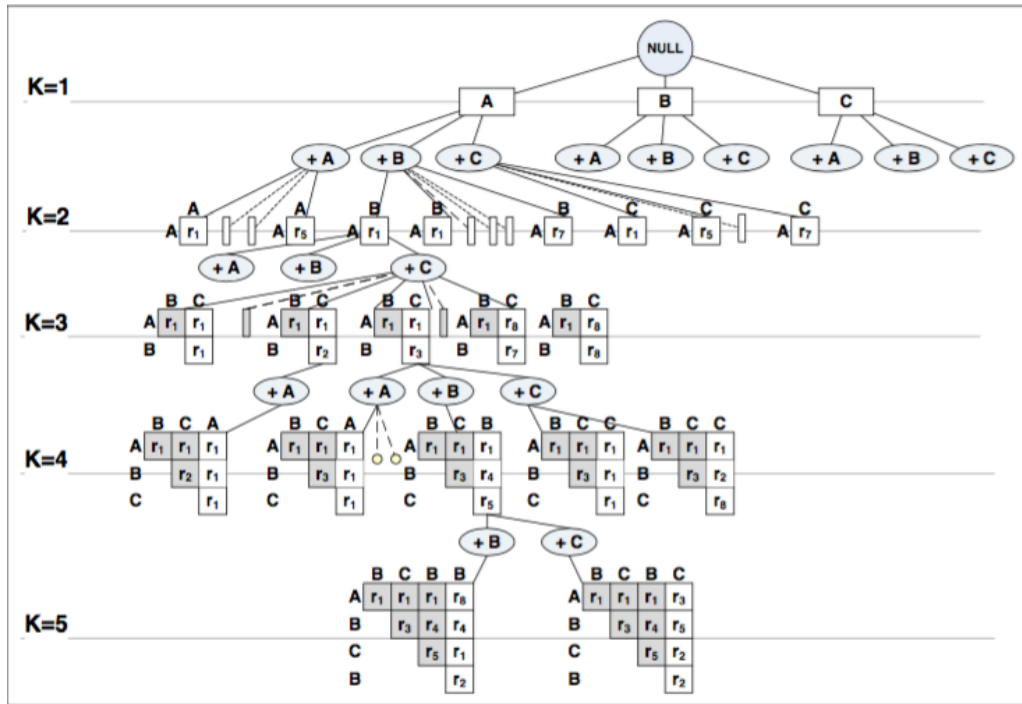 NULL
K=1
A B C
+ A + B + C + A + B + C + A + B + C
A A B B B C C C
K=2
A r1 A r5 A r1 A r1 A r7 A r1 A r5 A r7
+ A + B + C
B C B C B C B C B C
K=3
A r1 r1 A r1 r1 A r1 r1 A r1 r8 A r1 r8
B r1 B r2 B r3 B r7 B r8
+ A + A + B + C
B C A B C A B C B B C C B C C
K=4
A r1 r1 r1 A r1 r1 r1 A r1 r1 r1 A r1 r1 r1 A r1 r1 r1
B r2 r1 B r3 r1 B r3 r4 B r3 r1 B r3 r2
C r1 C r1 C r5 C r1 C r8
+ B + C
B C B B B C B C
K=5
A r1 r1 r1 r8 A r1 r1 r1 r3
B r3 r4 r4 B r3 r4 r5
C r5 r1 C r5 r2
B r2 B r2